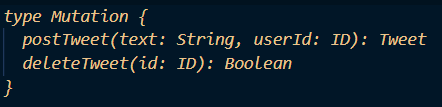 type Mutation {
  postTweet(text: String, userId: ID): Tweet
  deleteTweet(id: ID): Boolean
}